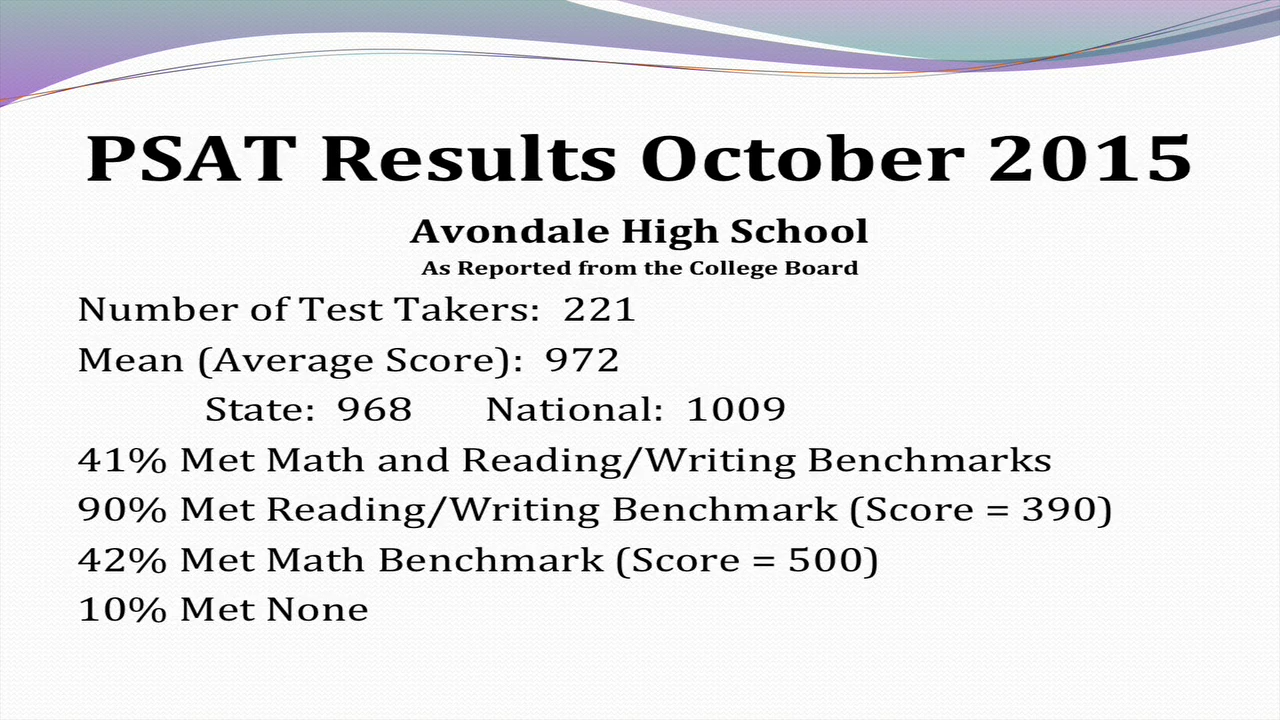 PSAT Results October 2015
Avondale High School
As Reported from the College Board
Number of Test Takers:  221
Mean (Average Score):  972
State:  968 National:  1009
41% Met Math and Reading/Writing Benchmarks
90% Met Reading/Writing Benchmark (Score = 390)
42% Met Math Benchmark (Score = 500)
10% Met None